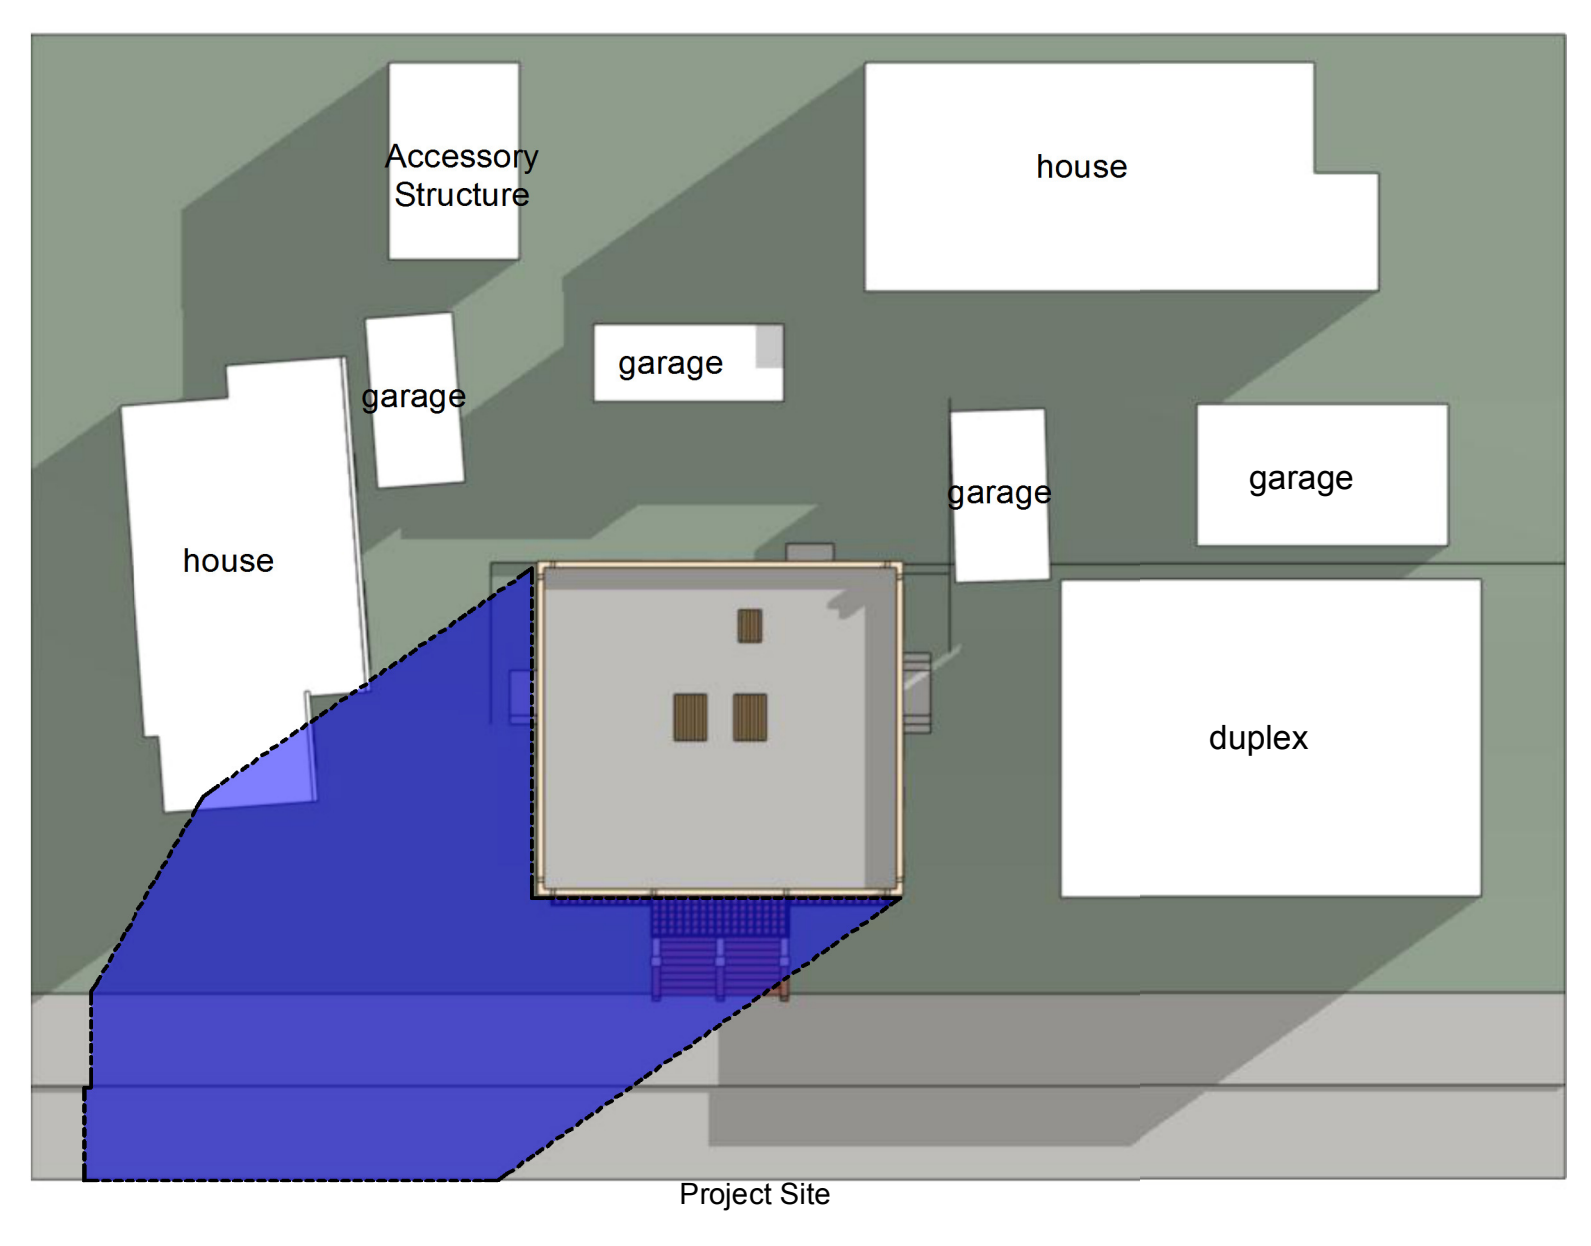 Accessory
Structure
house
garage
garage
house
garage
garage
duplex
Project Site